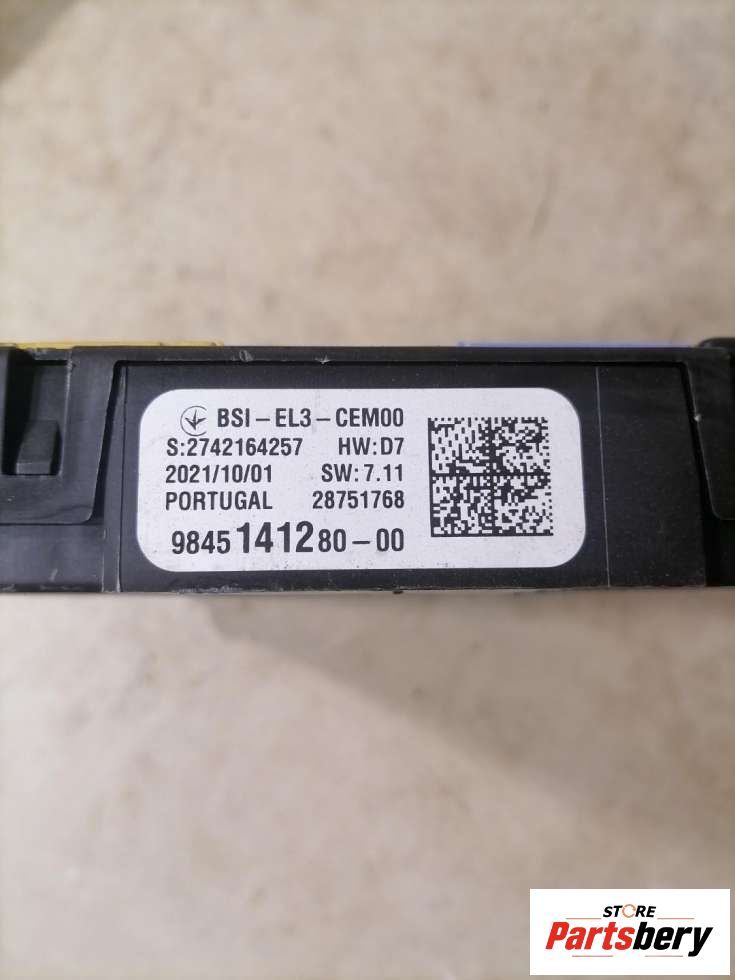 BSI-EL3-CEM00
S:2742164257 HW:D7
2021/10/01 SW:7.11
PORTUGAL 28751768
9845141280-00
STORE
Partsbery